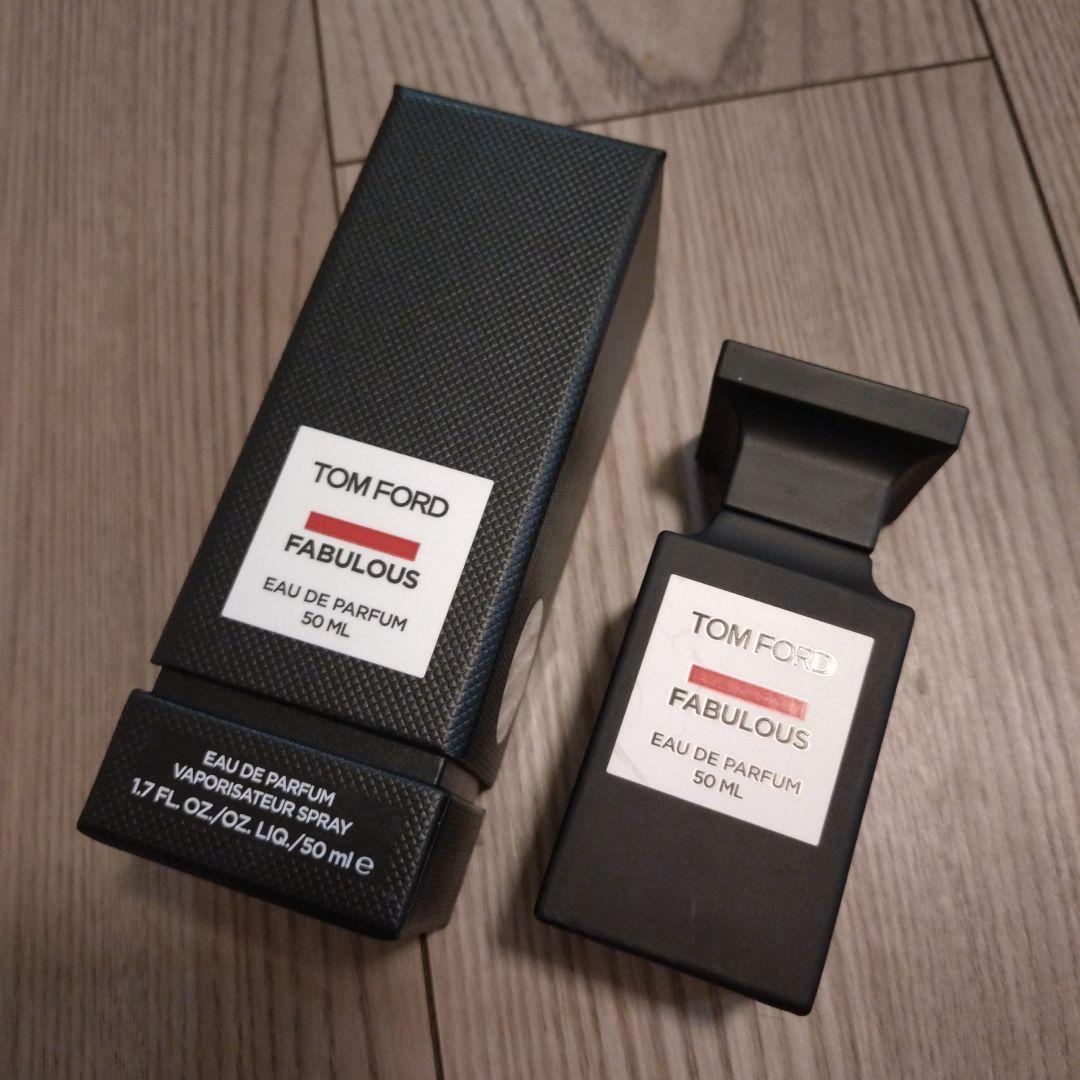 TOM FORD
FABULOUS
EAU DE PARFUM
50 ML
EAU DE PARFUM
VAPORISATEUR SPRAY
1.7 FL. OZ./OZ. LIQ./50 ml ℮
TOM FORD
FABULOUS
EAU DE PARFUM
50 ML